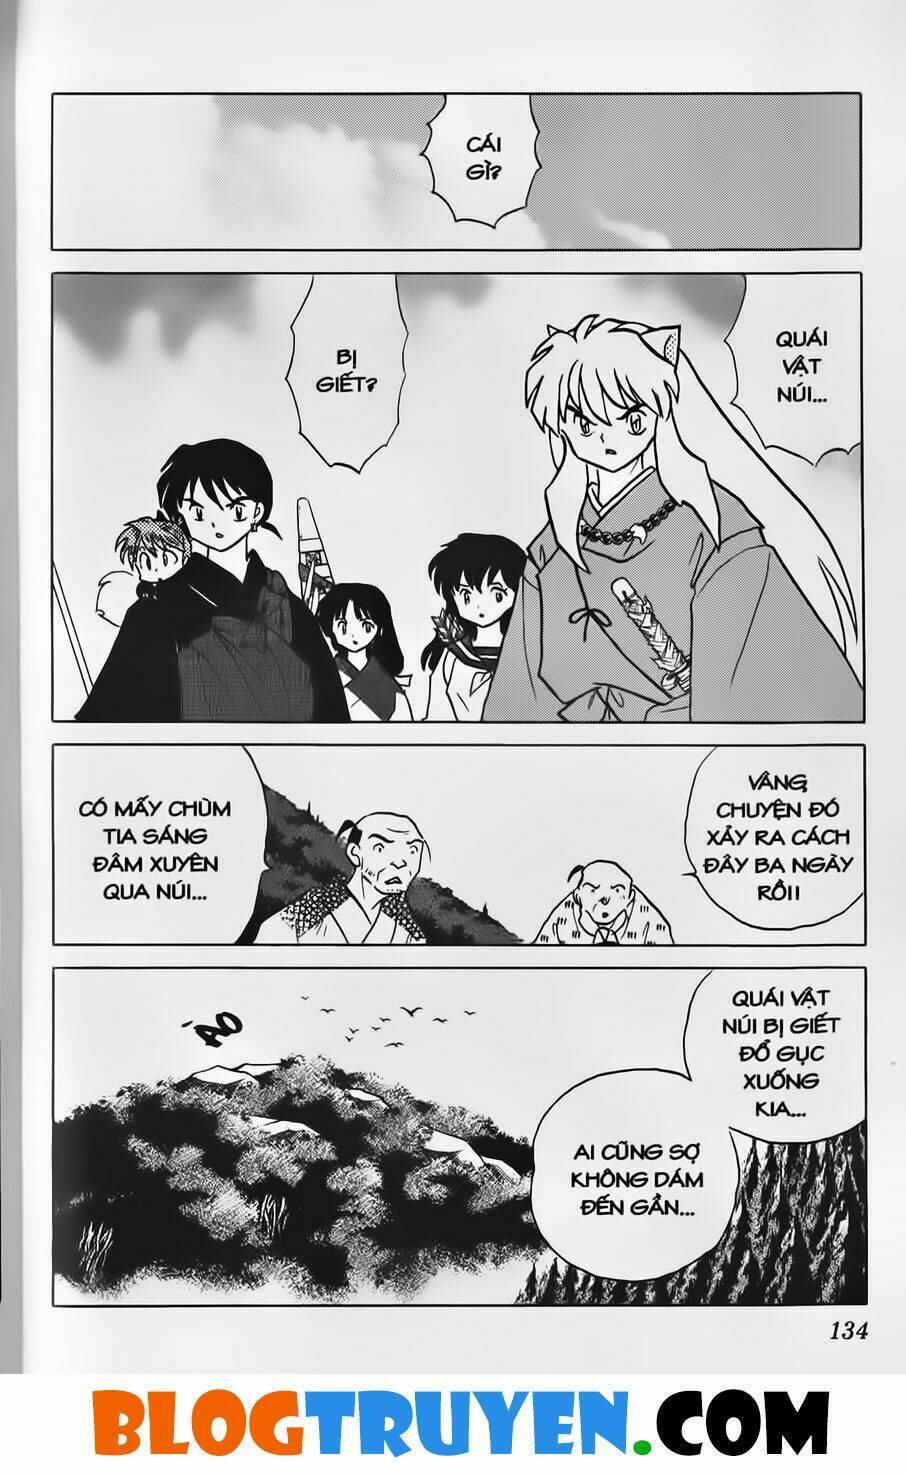 CÁI
GÌ?
QUÁI
VẬT
NÚI...
BỊ
GIẾT?
VÂNG,
CHUYỆN ĐÓ
XẢY RA CÁCH
ĐÂY BA NGÀY
RỒI!
CÓ MẤY CHÙM
TIA SÁNG
ĐÂM XUYÊN
QUA NÚI...
QUÁI VẬT
NÚI BỊ GIẾT
ĐỔ GỤC
XUỐNG
KIA...
ÀO
AI CŨNG SỢ
KHÔNG DÁM
ĐẾN GẦN...
134
BLOGTRUYEN.COM